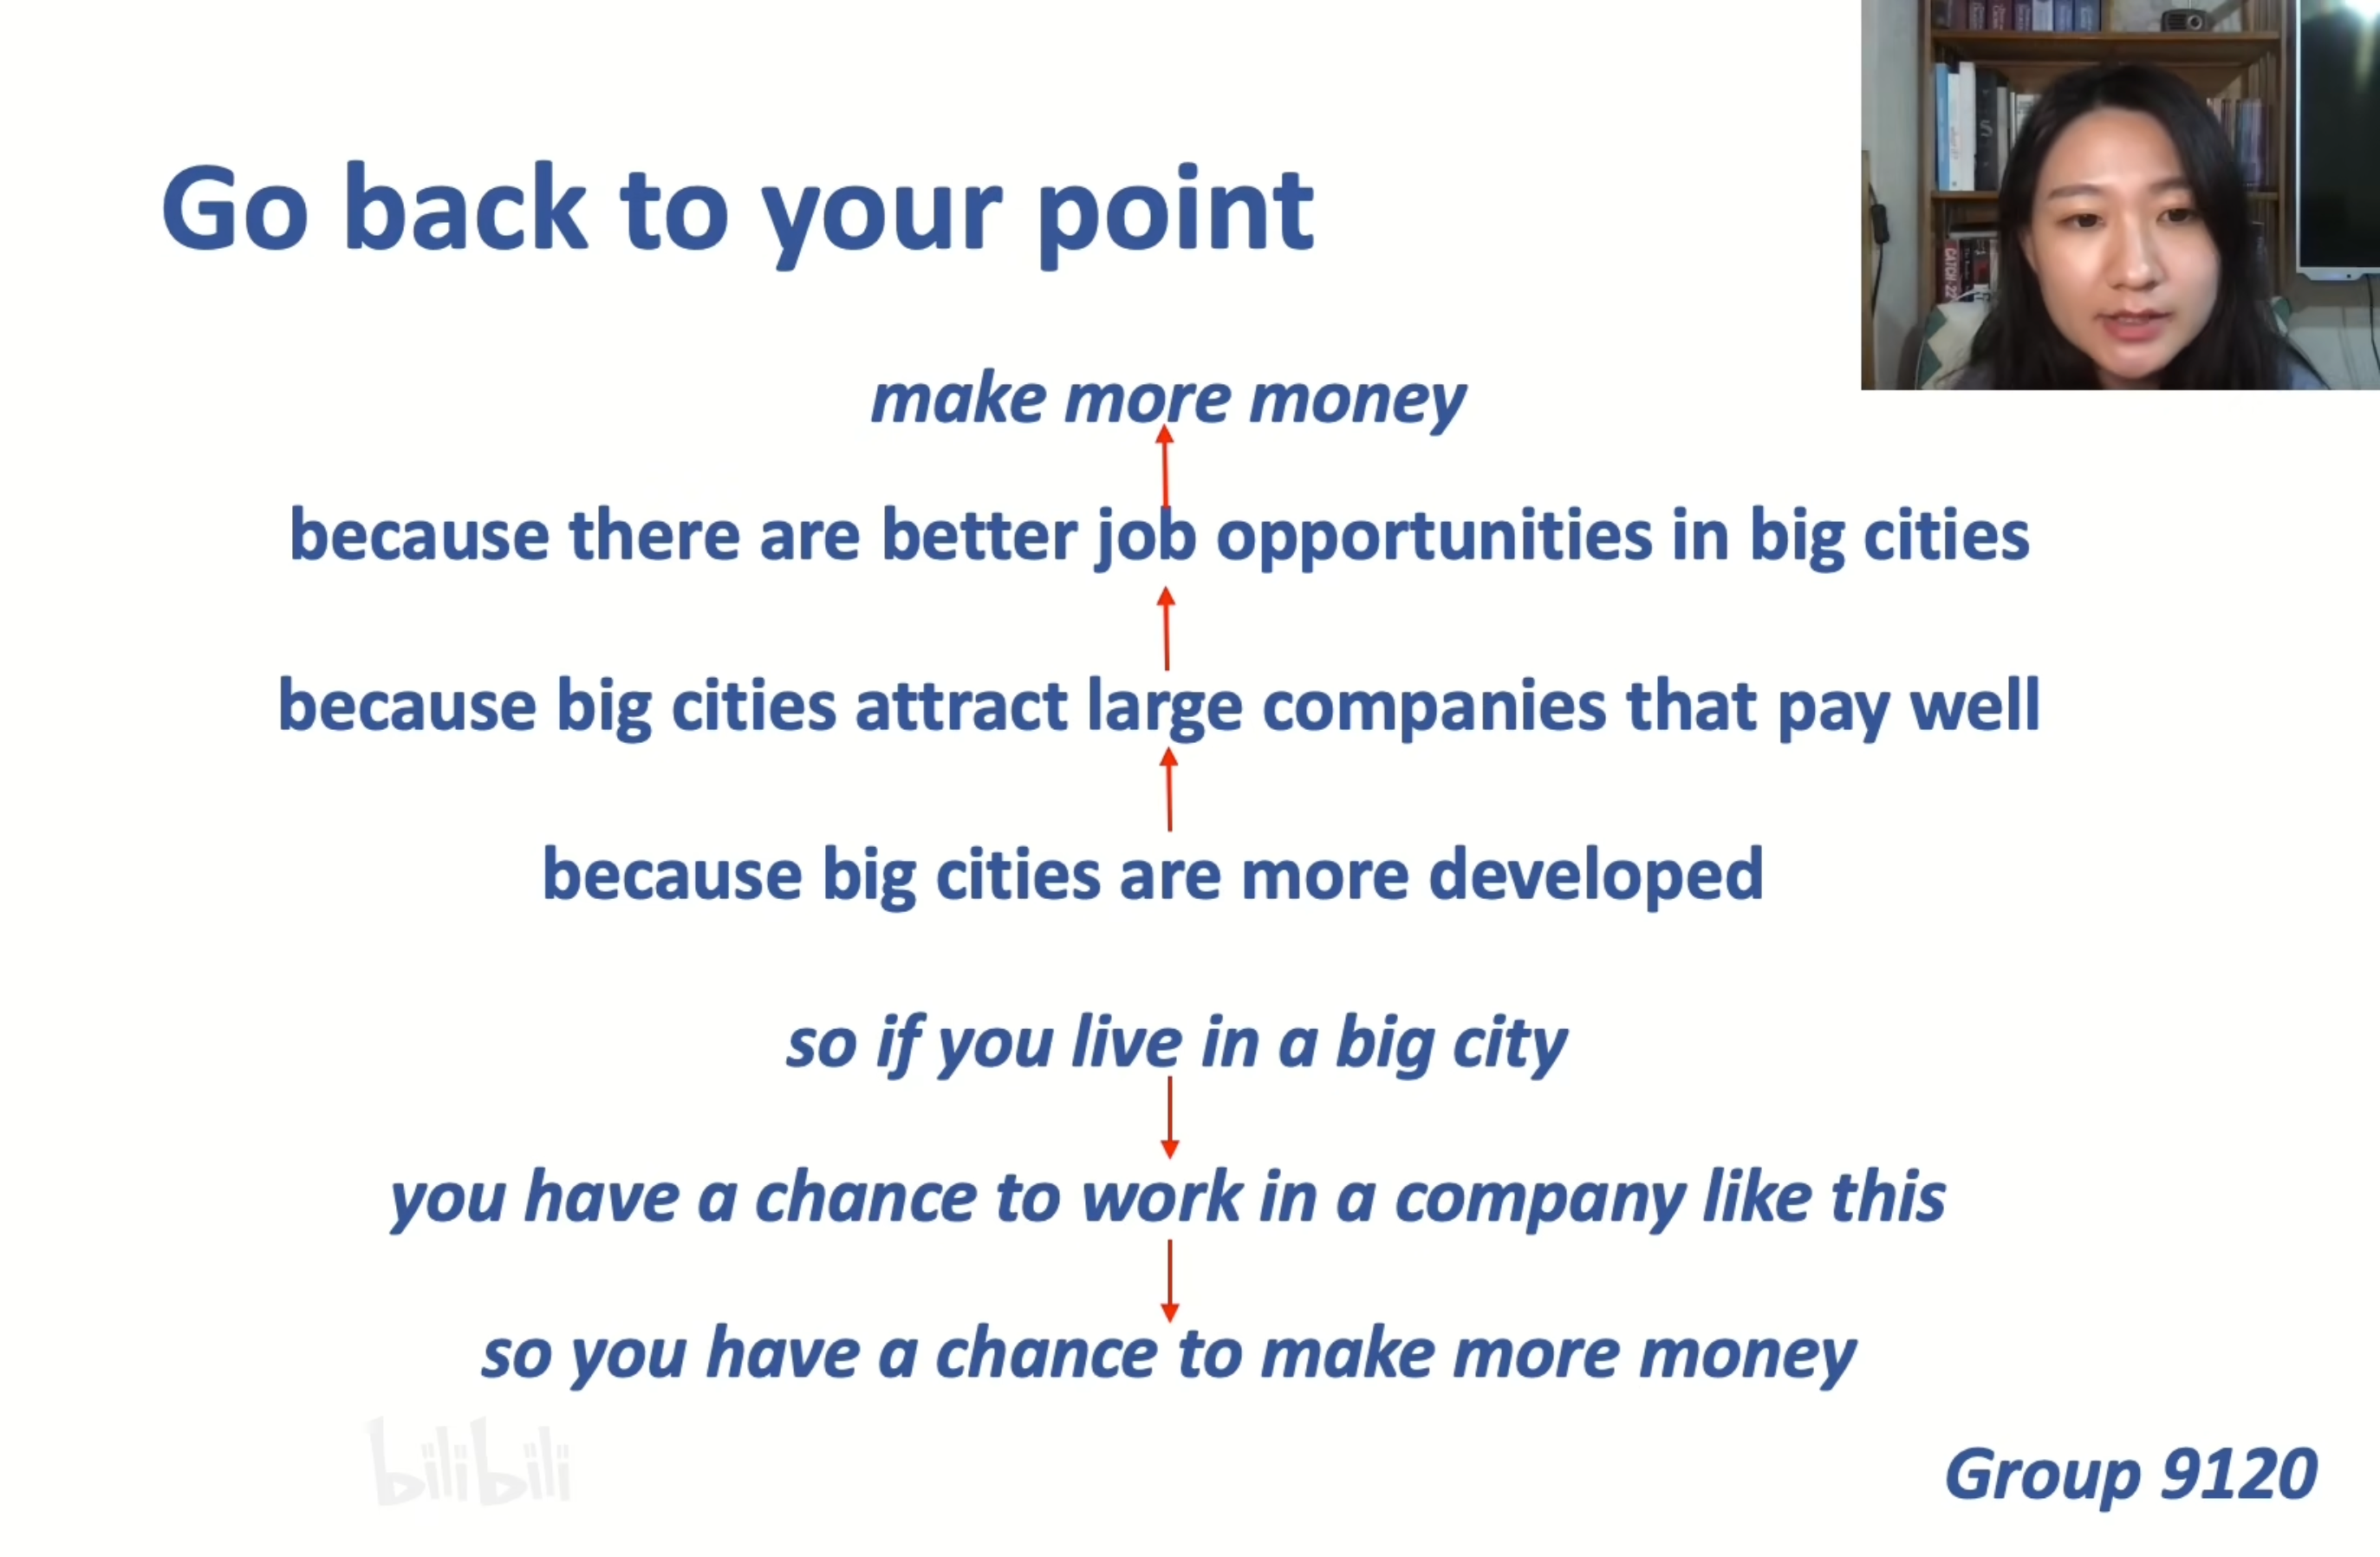 Go back to your point
make more money
because there are better job opportunities in big cities
because big cities attract large companies that pay well
because big cities are more developed
so if you live in a big city
you have a chance to work in a company like this
so you have a chance to make more money
bilibili
Group 9120
CATCH-22